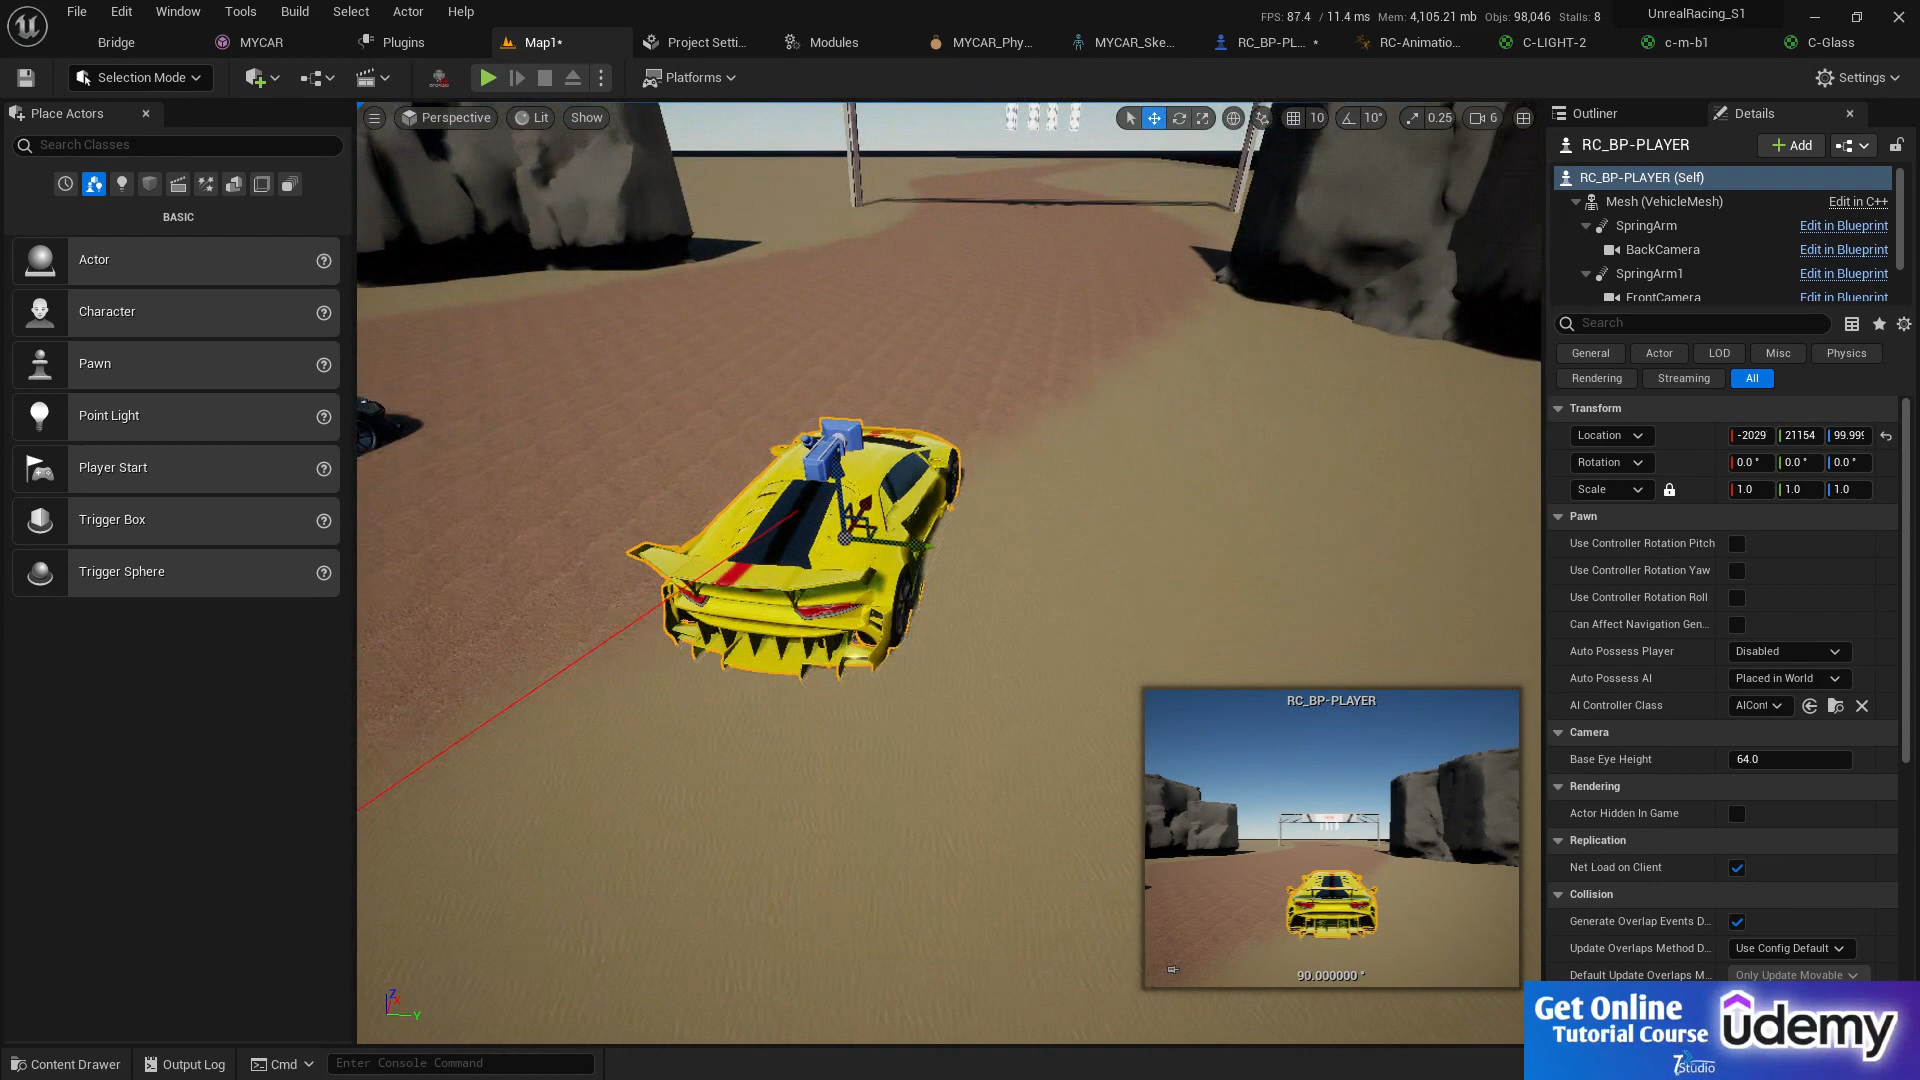 File Edit Window Tools Build Select Actor Help
FPS: 87.4 / 11.4 ms Mem: 4,105.21 mb Objs: 98,046 Stalls: 8
UnrealRacing_S1
Bridge
MYCAR
Plugins
Map1*
Project Setti...
Modules
MYCAR_Phy...
MYCAR_Ske...
RC_BP-PL... *
RC-Animatio...
C-LIGHT-2
c-m-b1
C-Glass
Selection Mode
Platforms
Settings
Place Actors
Search Classes
BASIC
Actor
Character
Pawn
Point Light
Player Start
Trigger Box
Trigger Sphere
Perspective
Lit
Show
10
10°
0.25
6
RC_BP-PLAYER
90.000000 °
Z
X
Y
Outliner
Details
RC_BP-PLAYER
Add
RC_BP-PLAYER (Self)
Mesh (VehicleMesh) Edit in C++
SpringArm Edit in Blueprint
BackCamera Edit in Blueprint
SpringArm1 Edit in Blueprint
FrontCamera Edit in Blueprint
Search
General Actor LOD Misc Physics
Rendering Streaming All
Transform
Location -2029 21154 99.999
Rotation 0.0 ° 0.0 ° 0.0 °
Scale 1.0 1.0 1.0
Pawn
Use Controller Rotation Pitch
Use Controller Rotation Yaw
Use Controller Rotation Roll
Can Affect Navigation Gen...
Auto Possess Player Disabled
Auto Possess AI Placed in World
AI Controller Class AICont
Camera
Base Eye Height 64.0
Rendering
Actor Hidden In Game
Replication
Net Load on Client
Collision
Generate Overlap Events D...
Update Overlaps Method D... Use Config Default
Default Update Overlaps M... Only Update Movable
Get Online
Tutorial Course
Udemy
7Studio
Content Drawer
Output Log
Cmd
Enter Console Command